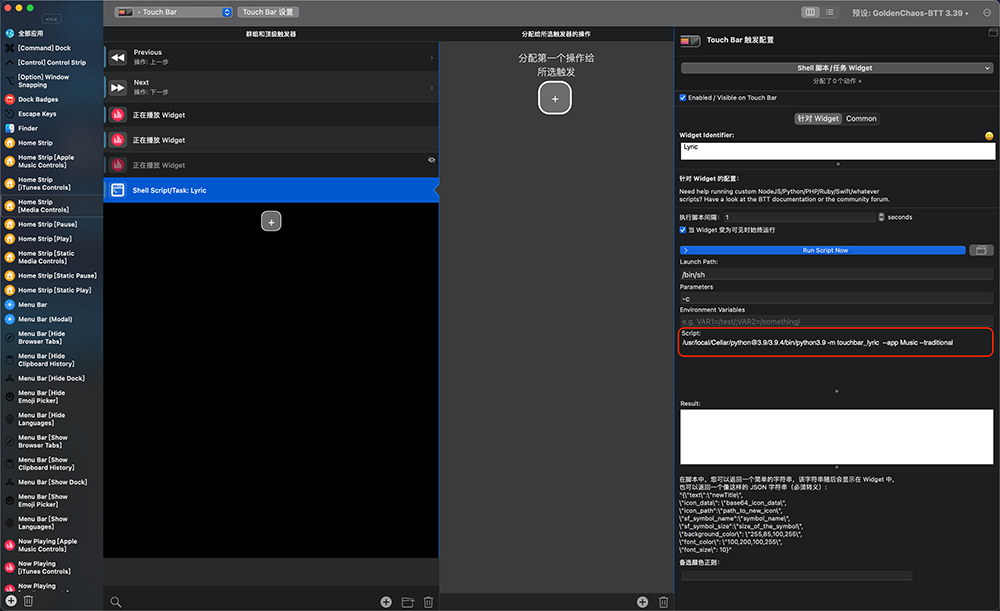 <<<
- Touch Bar
Touch Bar 设置
预设: GoldenChaos-BTT 3.39
全部应用
[Command] Dock
[Control] Control Strip
[Option] Window
Snapping
Dock Badges
Escape Keys
Finder
Home Strip
Home Strip [Apple
Music Controls]
Home Strip
[iTunes Controls]
Home Strip
[Media Controls]
Home Strip [Pause]
Home Strip [Play]
Home Strip [Static
Media Controls]
Home Strip [Static Pause]
Home Strip [Static Play]
Menu Bar
Menu Bar (Modal)
Menu Bar [Hide
Browser Tabs]
Menu Bar [Hide
Clipboard History]
Menu Bar [Hide Dock]
Menu Bar [Hide
Emoji Picker]
Menu Bar [Hide
Languages]
Menu Bar [Show
Browser Tabs]
Menu Bar [Show
Clipboard History]
Menu Bar [Show Dock]
Menu Bar [Show
Emoji Picker]
Menu Bar [Show
Languages]
Now Playing [Apple
Music Controls]
Now Playing
[iTunes Controls]
Now Playing
群组和顶级触发器
Previous
操作: 上一步
Next
操作: 下一步
正在播放 Widget
正在播放 Widget
正在播放 Widget
Shell Script/Task: Lyric
分配给所选触发器的操作
分配第一个操作给
所选触发
Touch Bar 触发配置
Shell 脚本/任务 Widget
分配了0个动作 +
Enabled / Visible on Touch Bar
针对 Widget
Common
Widget Identifier:
Lyric
针对 Widget 的配置:
Need help running custom NodeJS/Python/PHP/Ruby/Swift/whatever
scripts? Have a look at the BTT documentation or the community forum.
执行脚本间隔: 1 seconds
当 Widget 变为可见时始终运行
Run Script Now
Launch Path:
/bin/sh
Parameters
-c
Environment Variables
e.g. VAR1=/test/;VAR2=/something/
Script:
/usr/local/Cellar/python@3.9/3.9.4/bin/python3.9 -m touchbar_lyric --app Music --traditional
Result:
在脚本中，您可以返回一个简单的字符串，该字符串随后会显示在 Widget 中，
也可以返回一个像这样的 JSON 字符串（必须转义）:
"{\"text\":\"newTitle\",
\"icon_data\": \"base64_icon_data\",
\"icon_path\":\"path_to_new_icon\",
\"sf_symbol_name\":\"symbol_name\",
\"sf_symbol_size\":\"size_of_the_symbol\",
\"background_color\": \"255,85,100,255\",
\"font_color\": \"100,200,100,255\",
\"font_size\": 10}"
备选颜色正则: